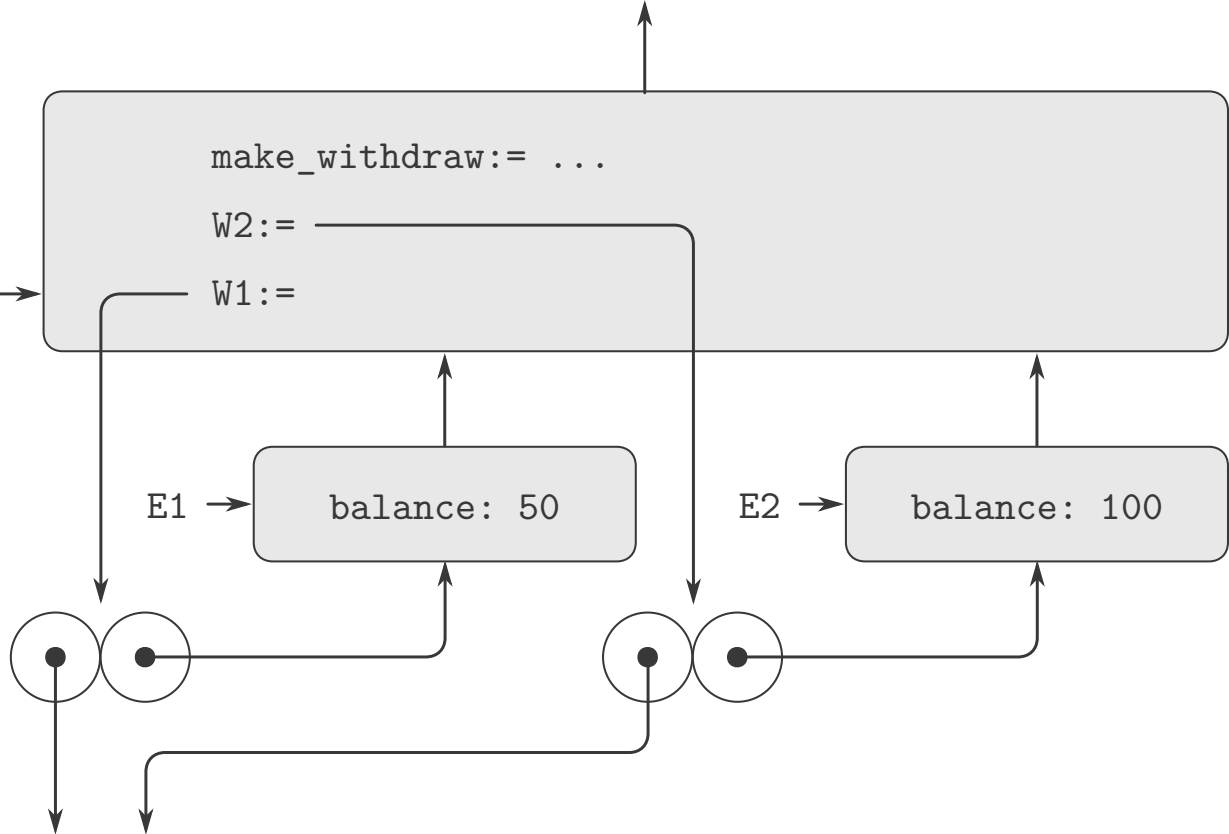 make_withdraw:= ...
W2:=
W1:=
E1
balance: 50
E2
balance: 100